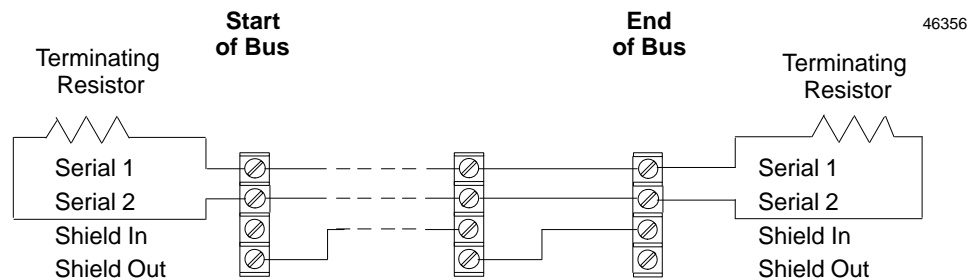 Start
of Bus
End
of Bus
46356
Terminating
Resistor
Terminating
Resistor
Serial 1
Serial 2
Shield In
Shield Out
Serial 1
Serial 2
Shield In
Shield Out